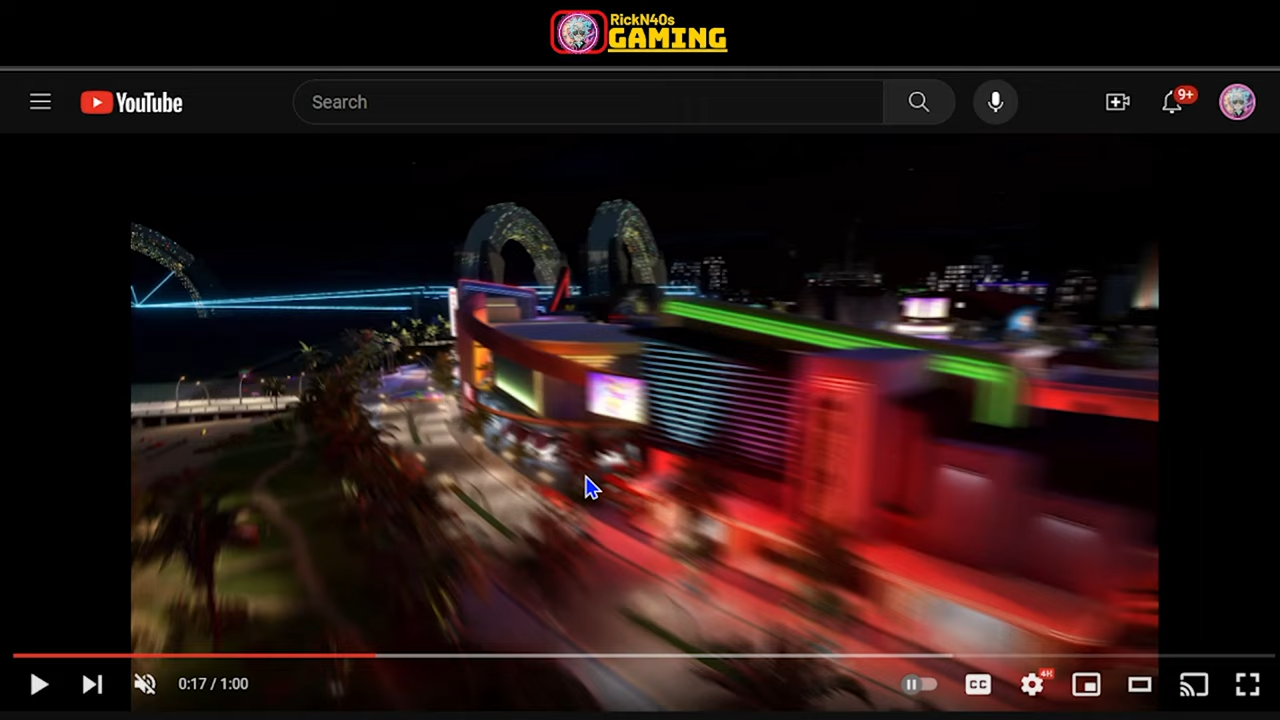 RickN40s
GAMING
YouTube
Search
9+
0:17 / 1:00
CC
4K